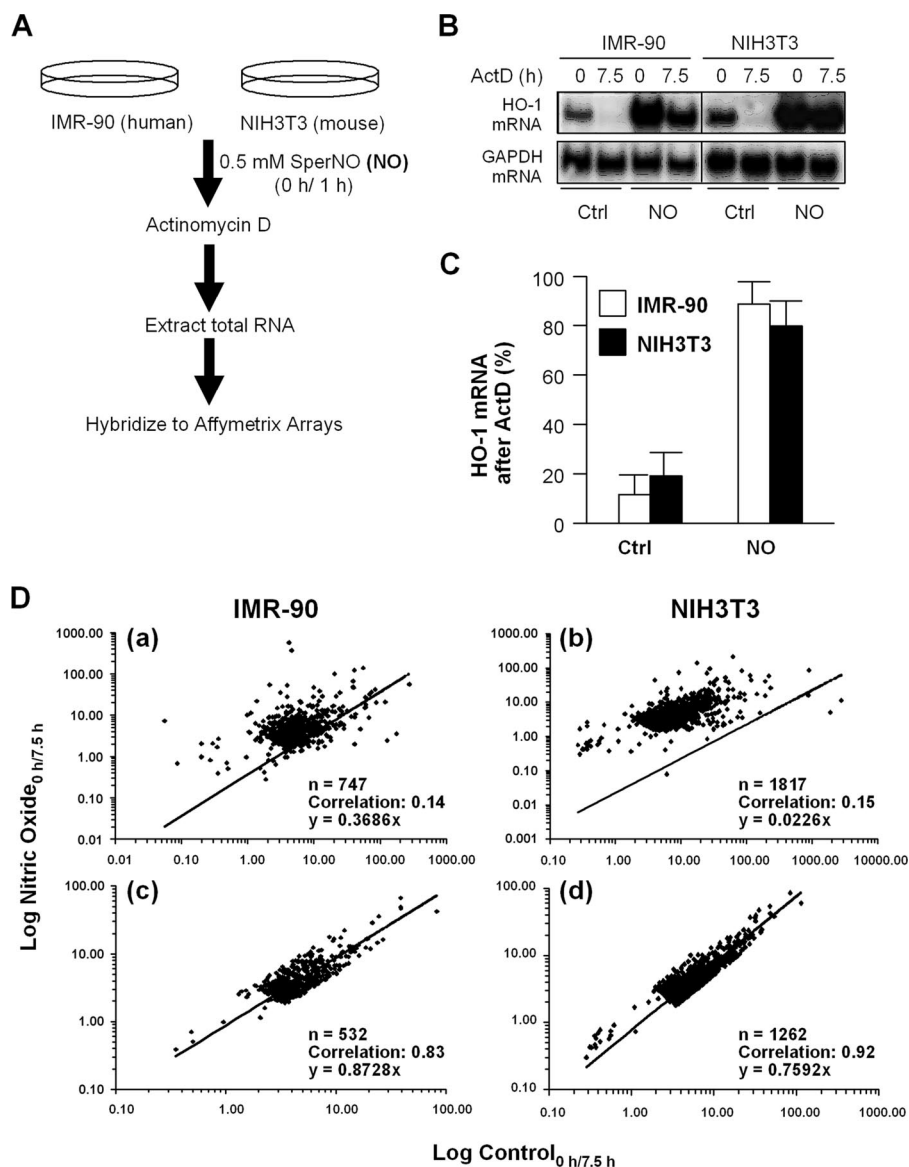 A
IMR-90 (human)
NIH3T3 (mouse)
0.5 mM SperNO (NO)
(0 h/ 1 h)
Actinomycin D
Extract total RNA
Hybridize to Affymetrix Arrays
B
IMR-90 NIH3T3
ActD (h) 0 7.5 0 7.5 0 7.5 0 7.5
HO-1
mRNA
GAPDH
mRNA
Ctrl NO Ctrl NO
C
HO-1 mRNA
after ActD (%)
100
80
60
40
20
0
IMR-90
NIH3T3
Ctrl NO
D
IMR-90 NIH3T3
Log Nitric Oxide0 h/7.5 h
(a)
1000.00
100.00
10.00
1.00
0.10
0.01
n = 747
Correlation: 0.14
y = 0.3686x
0.01 0.10 1.00 10.00 100.00 1000.00
(b)
1000.00
100.00
10.00
1.00
0.10
0.01
0.001
n = 1817
Correlation: 0.15
y = 0.0226x
0.10 1.00 10.00 100.00 1000.00 10000.00
(c)
100.00
10.00
1.00
0.10
n = 532
Correlation: 0.83
y = 0.8728x
0.10 1.00 10.00 100.00
(d)
100.00
10.00
1.00
0.10
n = 1262
Correlation: 0.92
y = 0.7592x
0.10 1.00 10.00 100.00 1000.00
Log Control0 h/7.5 h